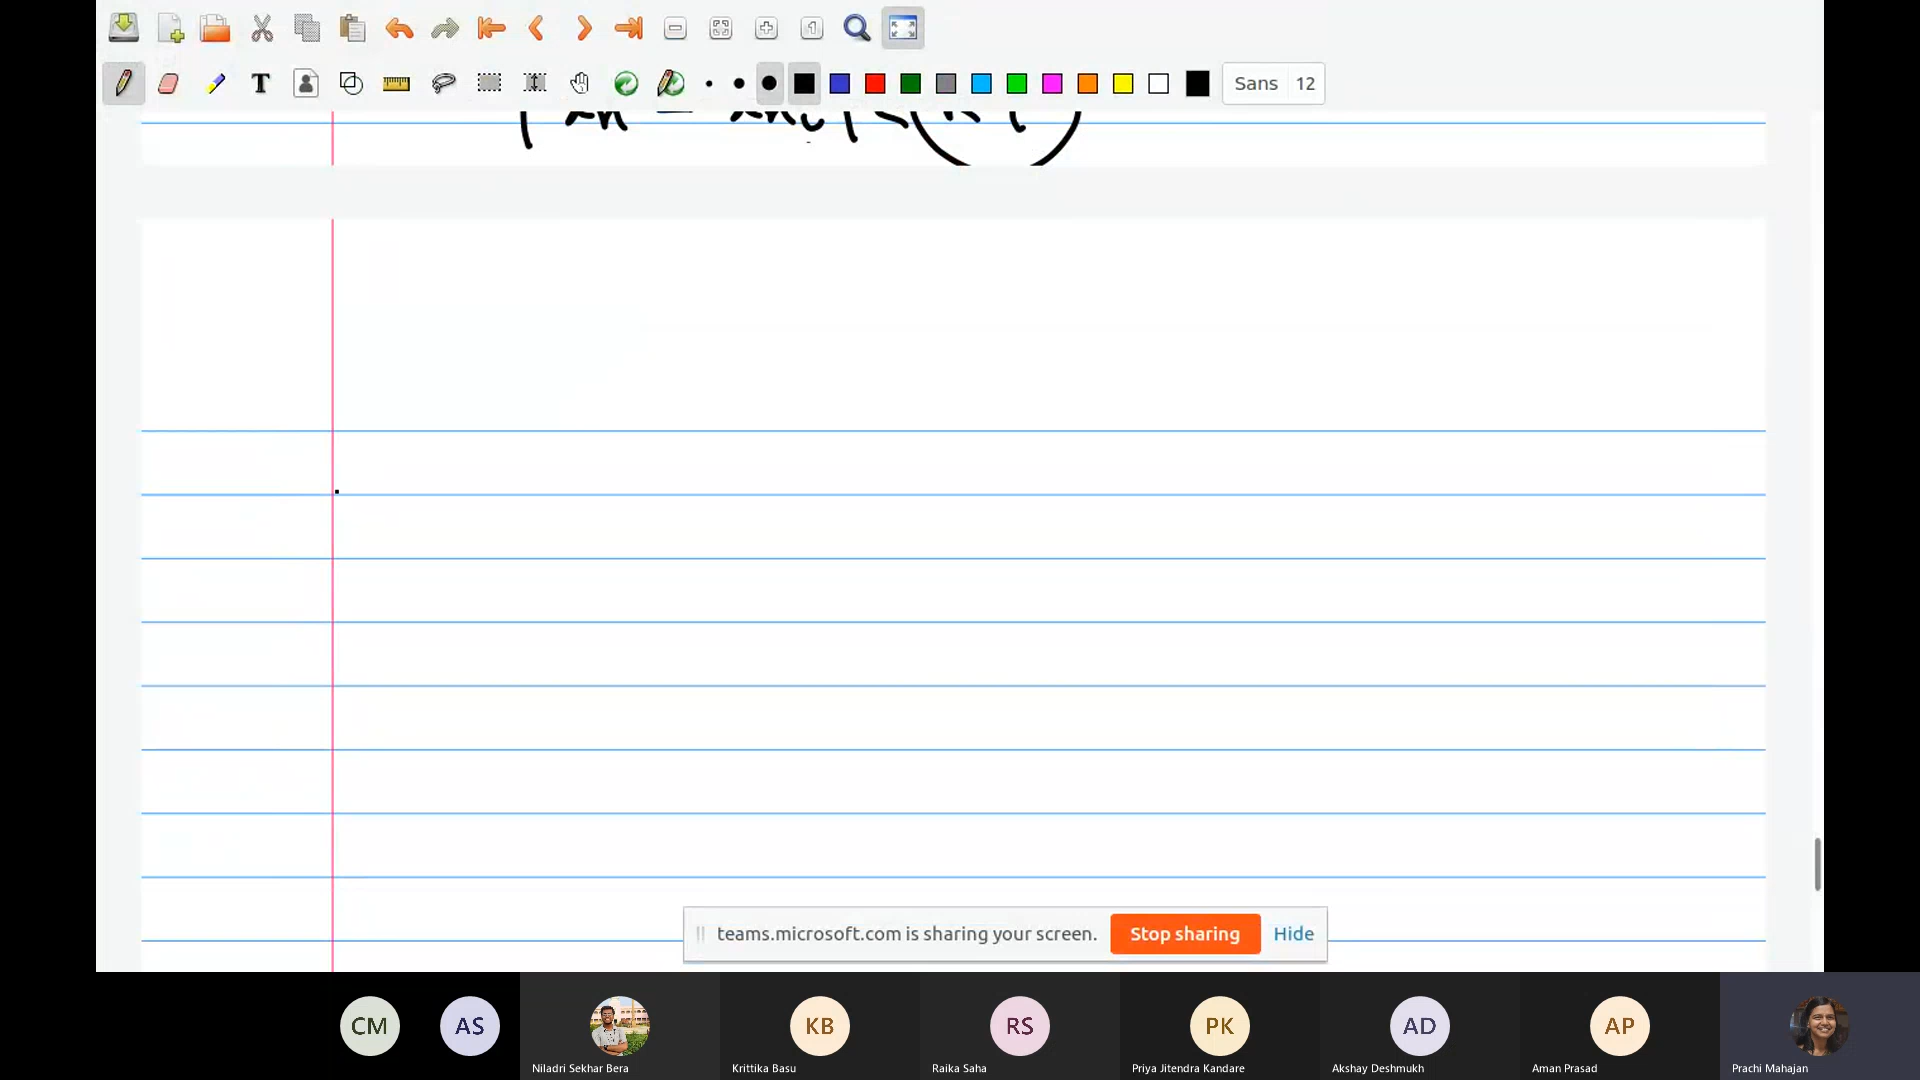 Sans 12
teams.microsoft.com is sharing your screen. Stop sharing Hide
CM AS KB RS PK AD AP
Niladri Sekhar Bera Krittika Basu Raika Saha Priya Jitendra Kandare Akshay Deshmukh Aman Prasad Prachi Mahajan